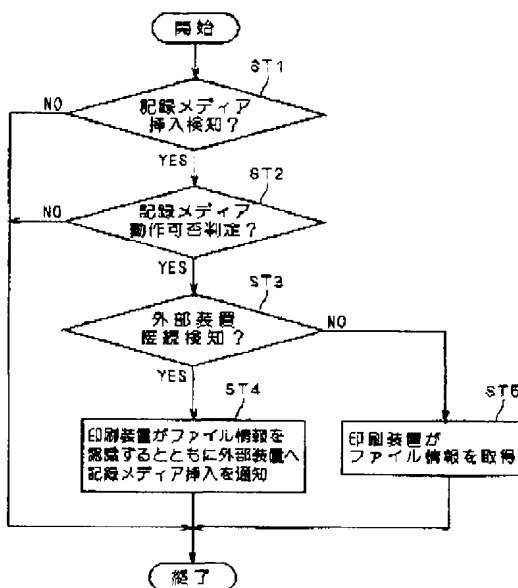 開始
ST1
記録メディア
挿入検知?
NO
YES
ST2
記録メディア
動作可否判定?
NO
YES
ST3
外部装置
接続検知?
NO
YES
ST4
印刷装置がファイル情報を
認識するとともに外部装置へ
記録メディア挿入を通知
ST5
印刷装置が
ファイル情報を取得
終了